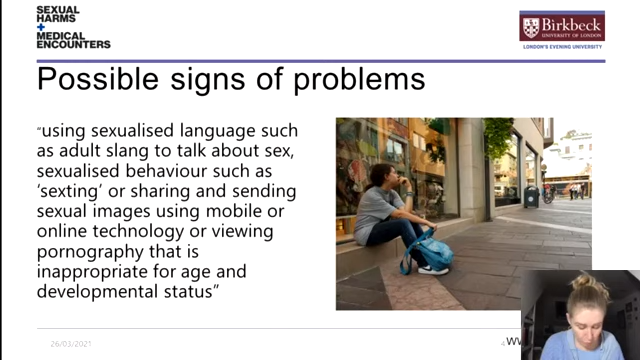 SEXUAL
HARMS
+
MEDICAL
ENCOUNTERS
Birkbeck
UNIVERSITY OF LONDON
LONDON'S EVENING UNIVERSITY
Possible signs of problems
“using sexualised language such
as adult slang to talk about sex,
sexualised behaviour such as
‘sexting’ or sharing and sending
sexual images using mobile or
online technology or viewing
pornography that is
inappropriate for age and
developmental status”
26/03/2021